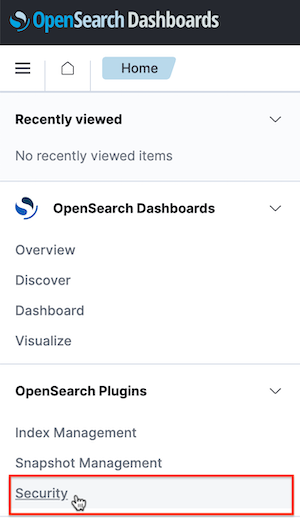 OpenSearch Dashboards
Home
Recently viewed
No recently viewed items
OpenSearch Dashboards
Overview
Discover
Dashboard
Visualize
OpenSearch Plugins
Index Management
Snapshot Management
Security